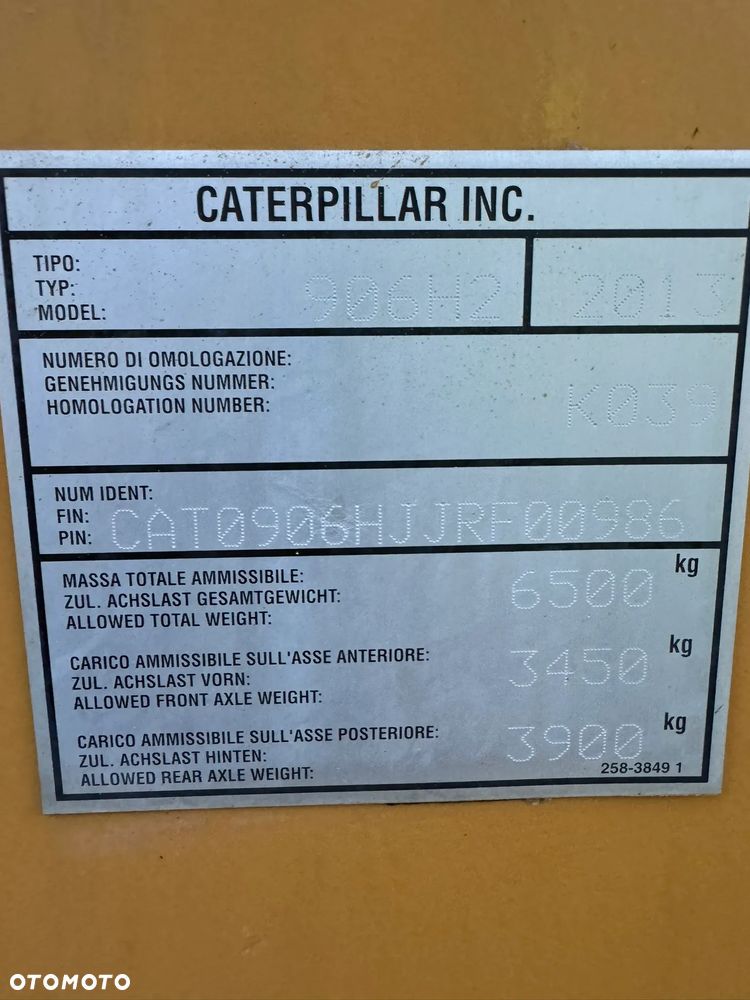 CATERPILLAR INC.
TIPO:
TYP:
MODEL: 906H2 2013
NUMERO DI OMOLOGAZIONE:
GENEHMIGUNGS NUMMER:
HOMOLOGATION NUMBER: K039
NUM IDENT:
FIN:
PIN: CAT0906HJJRF00986
MASSA TOTALE AMMISSIBILE:
ZUL. ACHSLAST GESAMTGEWICHT: 6500 kg
ALLOWED TOTAL WEIGHT:
CARICO AMMISSIBILE SULL'ASSE ANTERIORE:
ZUL. ACHSLAST VORN: 3450 kg
ALLOWED FRONT AXLE WEIGHT:
CARICO AMMISSIBILE SULL'ASSE POSTERIORE: 3900 kg
ZUL. ACHSLAST HINTEN:
ALLOWED REAR AXLE WEIGHT: 258-3849 1
OTOMOTO